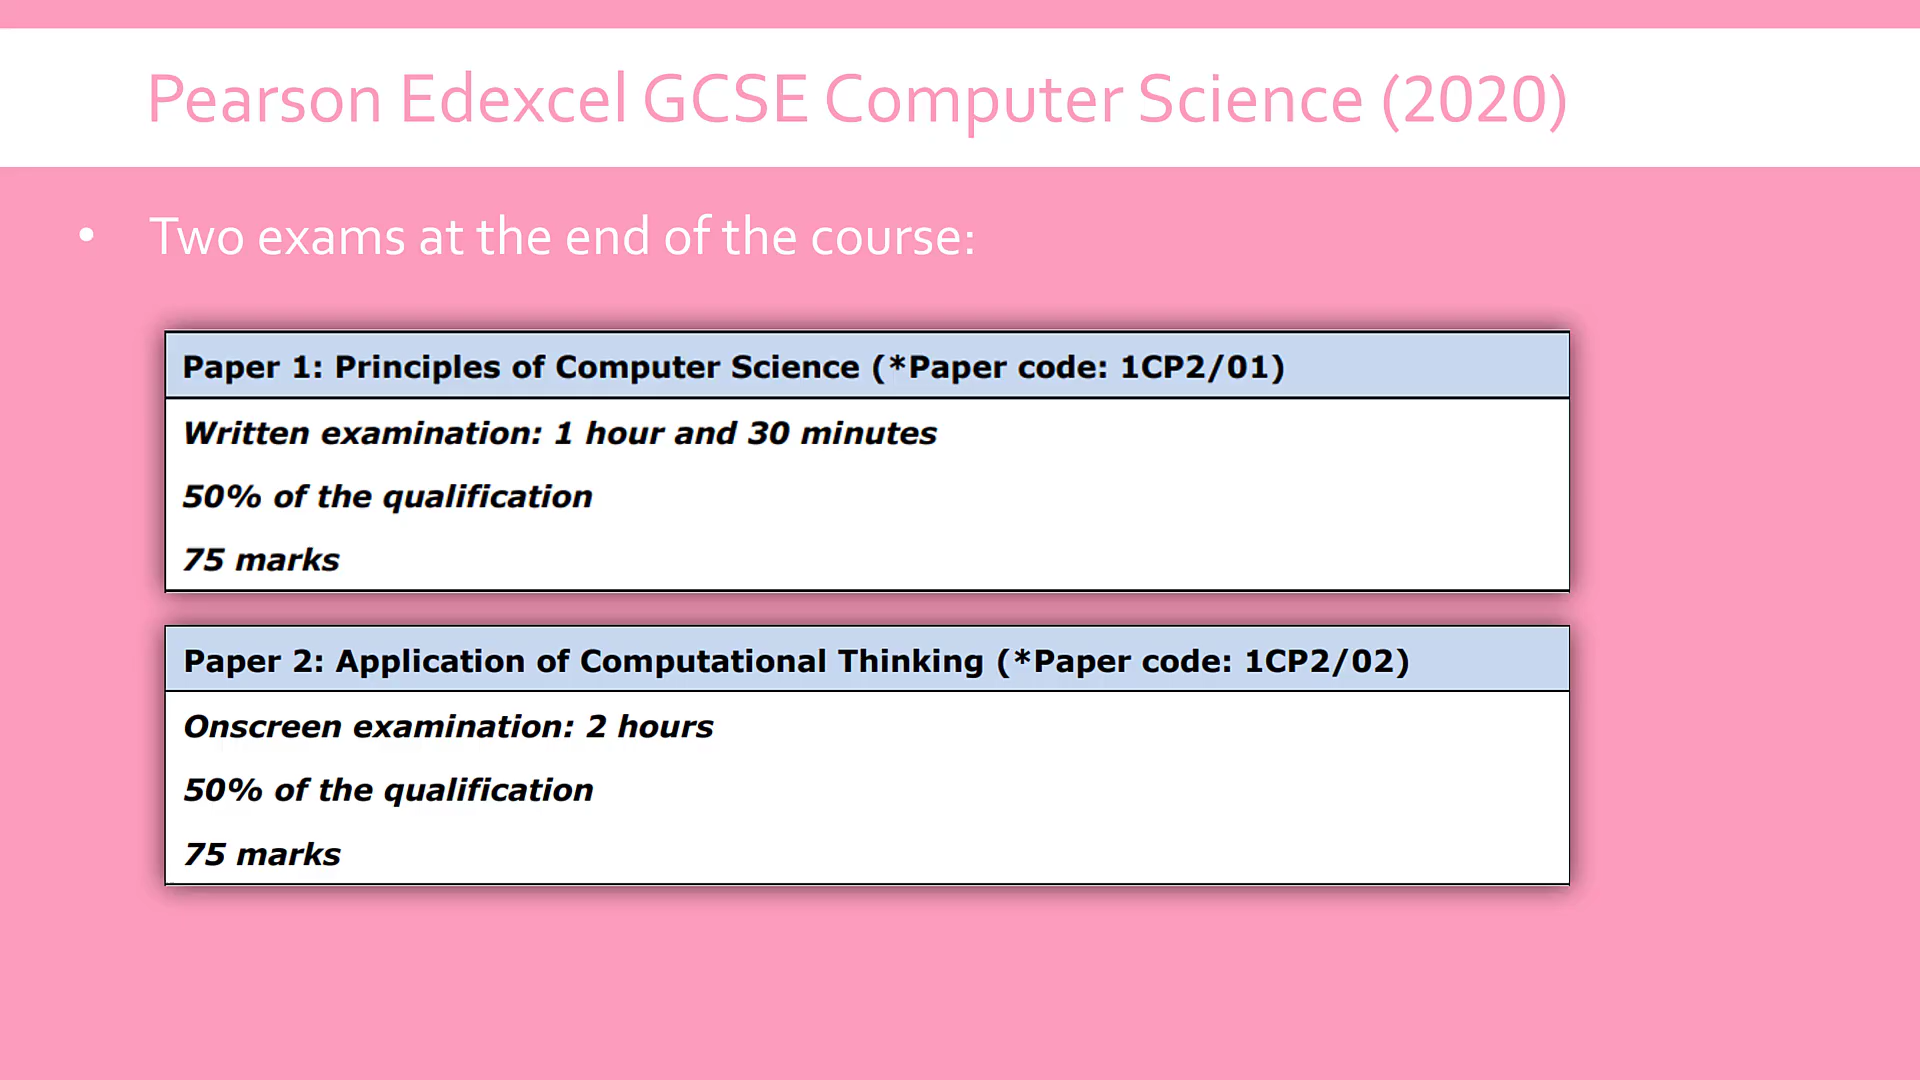 Pearson Edexcel GCSE Computer Science (2020)
• Two exams at the end of the course:
Paper 1: Principles of Computer Science (*Paper code: 1CP2/01)
Written examination: 1 hour and 30 minutes
50% of the qualification
75 marks
Paper 2: Application of Computational Thinking (*Paper code: 1CP2/02)
Onscreen examination: 2 hours
50% of the qualification
75 marks